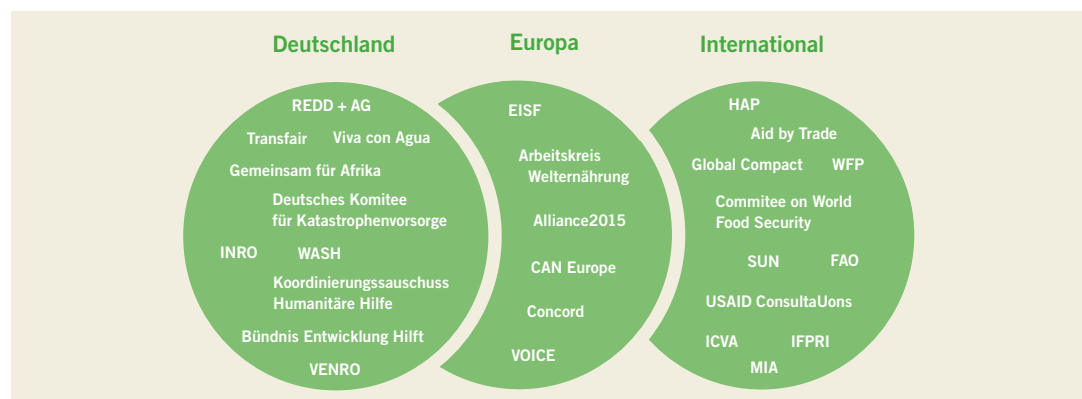 Deutschland
REDD + AG
Transfair
Viva con Agua
Gemeinsam für Afrika
Deutsches Komitee
für Katastrophenvorsorge
INRO
WASH
Koordinierungssauschuss
Humanitäre Hilfe
Bündnis Entwicklung Hilft
VENRO
Europa
EISF
Arbeitskreis
Welternährung
Alliance2015
CAN Europe
Concord
VOICE
International
HAP
Aid by Trade
Global Compact
WFP
Commitee on World
Food Security
SUN
FAO
USAID ConsultaUons
ICVA
IFPRI
MIA